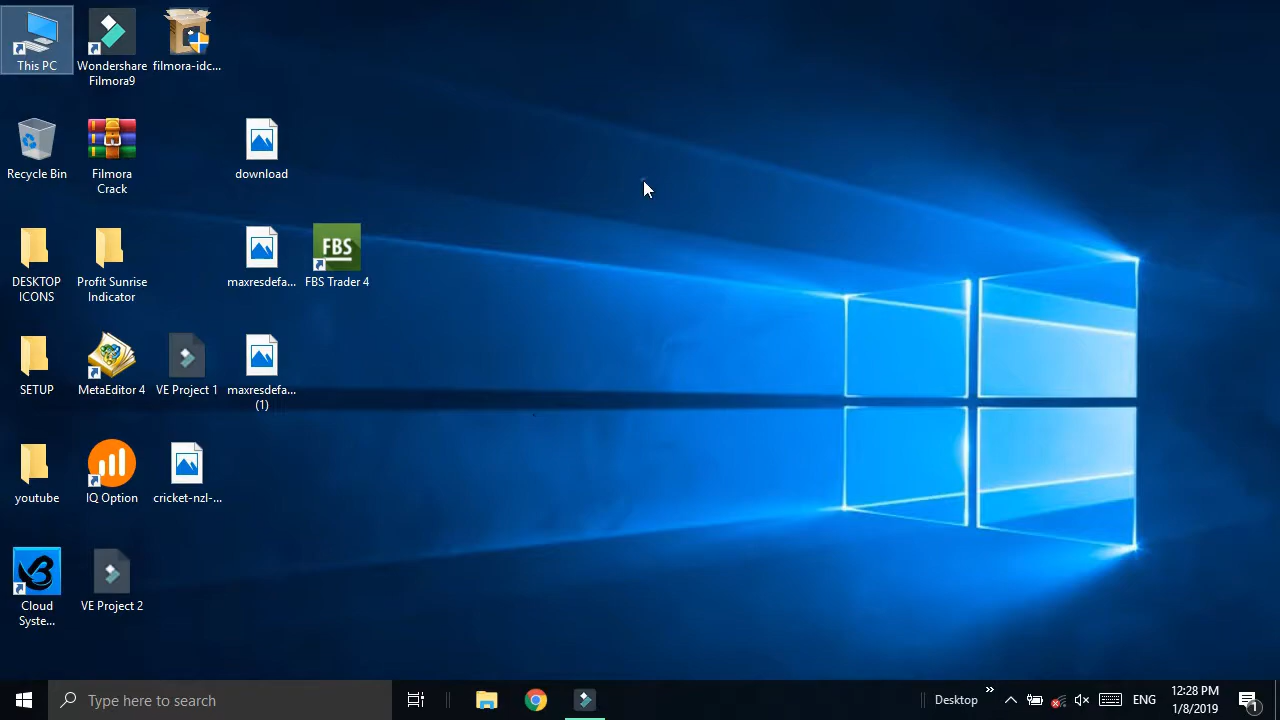 This PC
Wondershare
Filmora9
filmora-idc...
Recycle Bin
Filmora
Crack
download
DESKTOP
ICONS
Profit Sunrise
Indicator
maxresdefa...
FBS
FBS Trader 4
SETUP
MetaEditor 4
VE Project 1
maxresdefa...
(1)
youtube
IQ Option
cricket-nzl-...
Cloud
Syste...
VE Project 2
Type here to search
Desktop
ENG
12:28 PM
1/8/2019
1